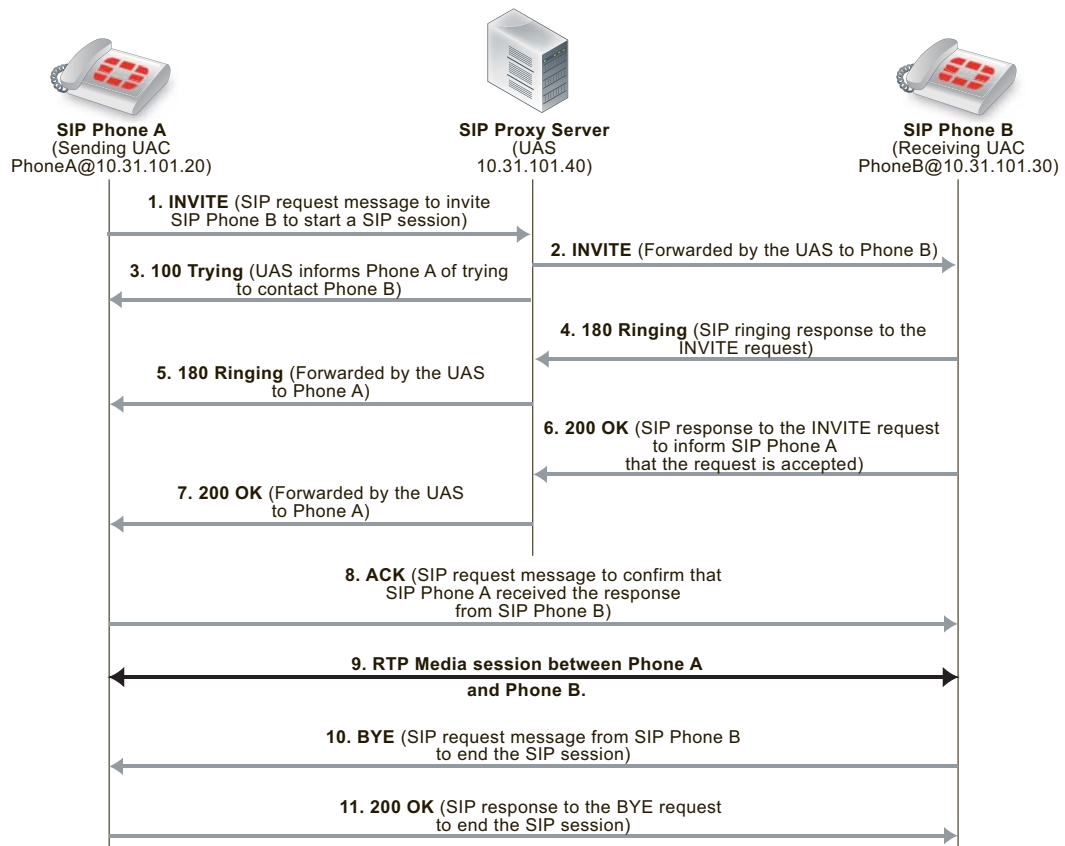 SIP Phone A
(Sending UAC
PhoneA@10.31.101.20)
SIP Proxy Server
(UAS
10.31.101.40)
SIP Phone B
(Receiving UAC
PhoneB@10.31.101.30)
1. INVITE (SIP request message to invite
SIP Phone B to start a SIP session)
2. INVITE (Forwarded by the UAS to Phone B)
3. 100 Trying (UAS informs Phone A of trying
to contact Phone B)
4. 180 Ringing (SIP ringing response to the
INVITE request)
5. 180 Ringing (Forwarded by the UAS
to Phone A)
6. 200 OK (SIP response to the INVITE request
to inform SIP Phone A
that the request is accepted)
7. 200 OK (Forwarded by the UAS
to Phone A)
8. ACK (SIP request message to confirm that
SIP Phone A received the response
from SIP Phone B)
9. RTP Media session between Phone A
and Phone B.
10. BYE (SIP request message from SIP Phone B
to end the SIP session)
11. 200 OK (SIP response to the BYE request
to end the SIP session)